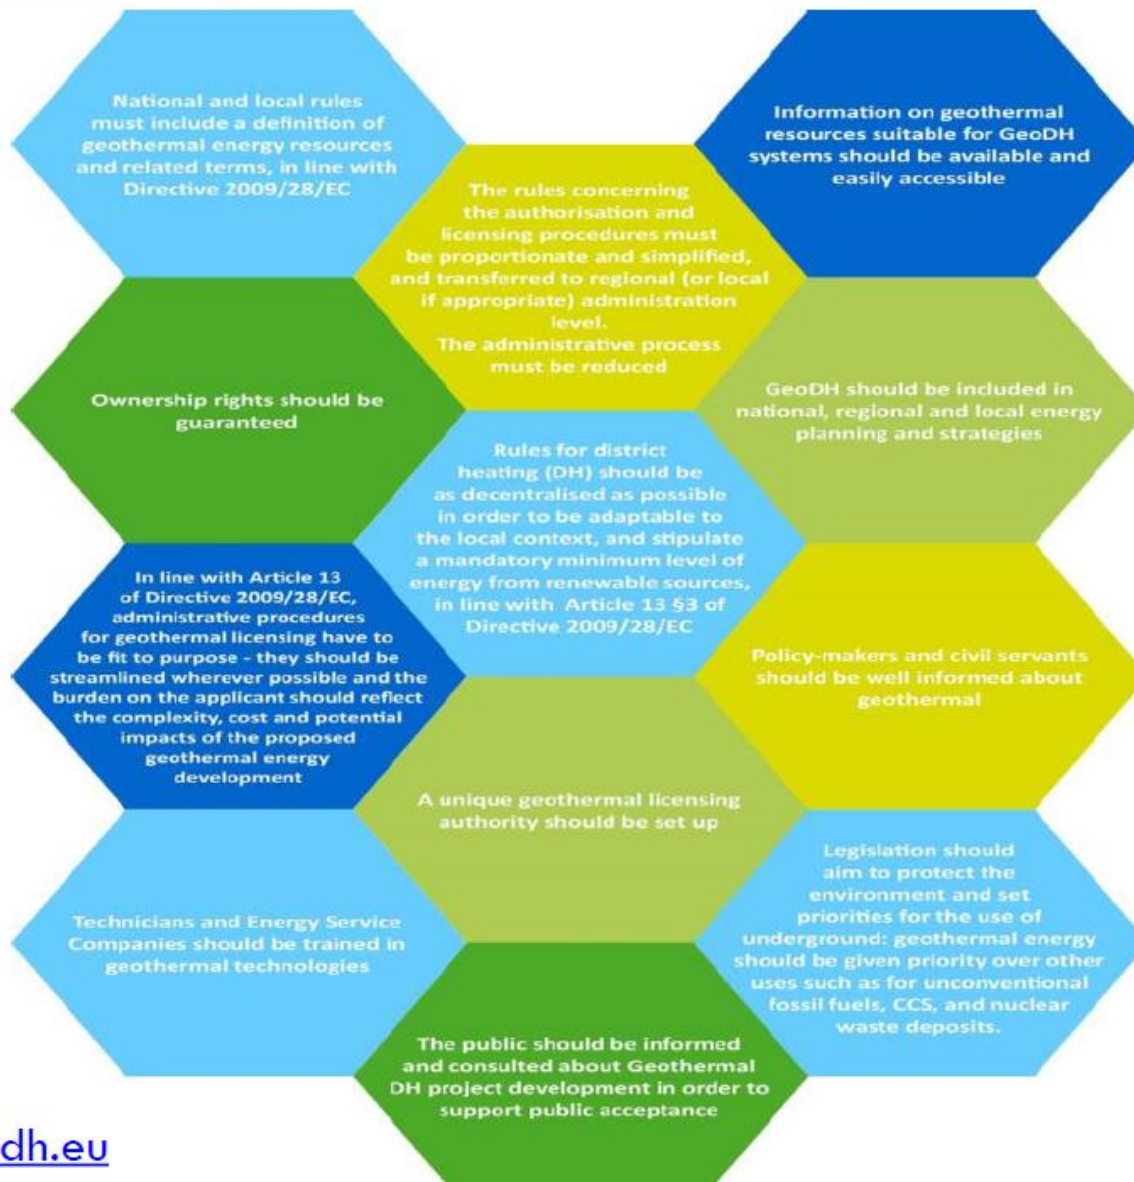 National and local rules
must include a definition of
geothermal energy resources
and related terms, in line with
Directive 2009/28/EC
Information on geothermal
resources suitable for GeoDH
systems should be available and
easily accessible
The rules concerning
the authorisation and
licensing procedures must
be proportionate and simplified,
and transferred to regional (or local
if appropriate) administration
level.
The administrative process
must be reduced
Ownership rights should be
guaranteed
GeoDH should be included in
national, regional and local energy
planning and strategies
Rules for district
heating (DH) should be
as decentralised as possible
in order to be adaptable to
the local context, and stipulate
a mandatory minimum level of
energy from renewable sources,
in line with Article 13 §3 of
Directive 2009/28/EC
In line with Article 13
of Directive 2009/28/EC,
administrative procedures
for geothermal licensing have to
be fit to purpose - they should be
streamlined wherever possible and the
burden on the applicant should reflect
the complexity, cost and potential
impacts of the proposed
geothermal energy
development
Policy-makers and civil servants
should be well informed about
geothermal
A unique geothermal licensing
authority should be set up
Technicians and Energy Service
Companies should be trained in
geothermal technologies
Legislation should
aim to protect the
environment and set
priorities for the use of
underground: geothermal energy
should be given priority over other
uses such as for unconventional
fossil fuels, CCS, and nuclear
waste deposits.
The public should be informed
and consulted about Geothermal
DH project development in order to
support public acceptance
dh.eu